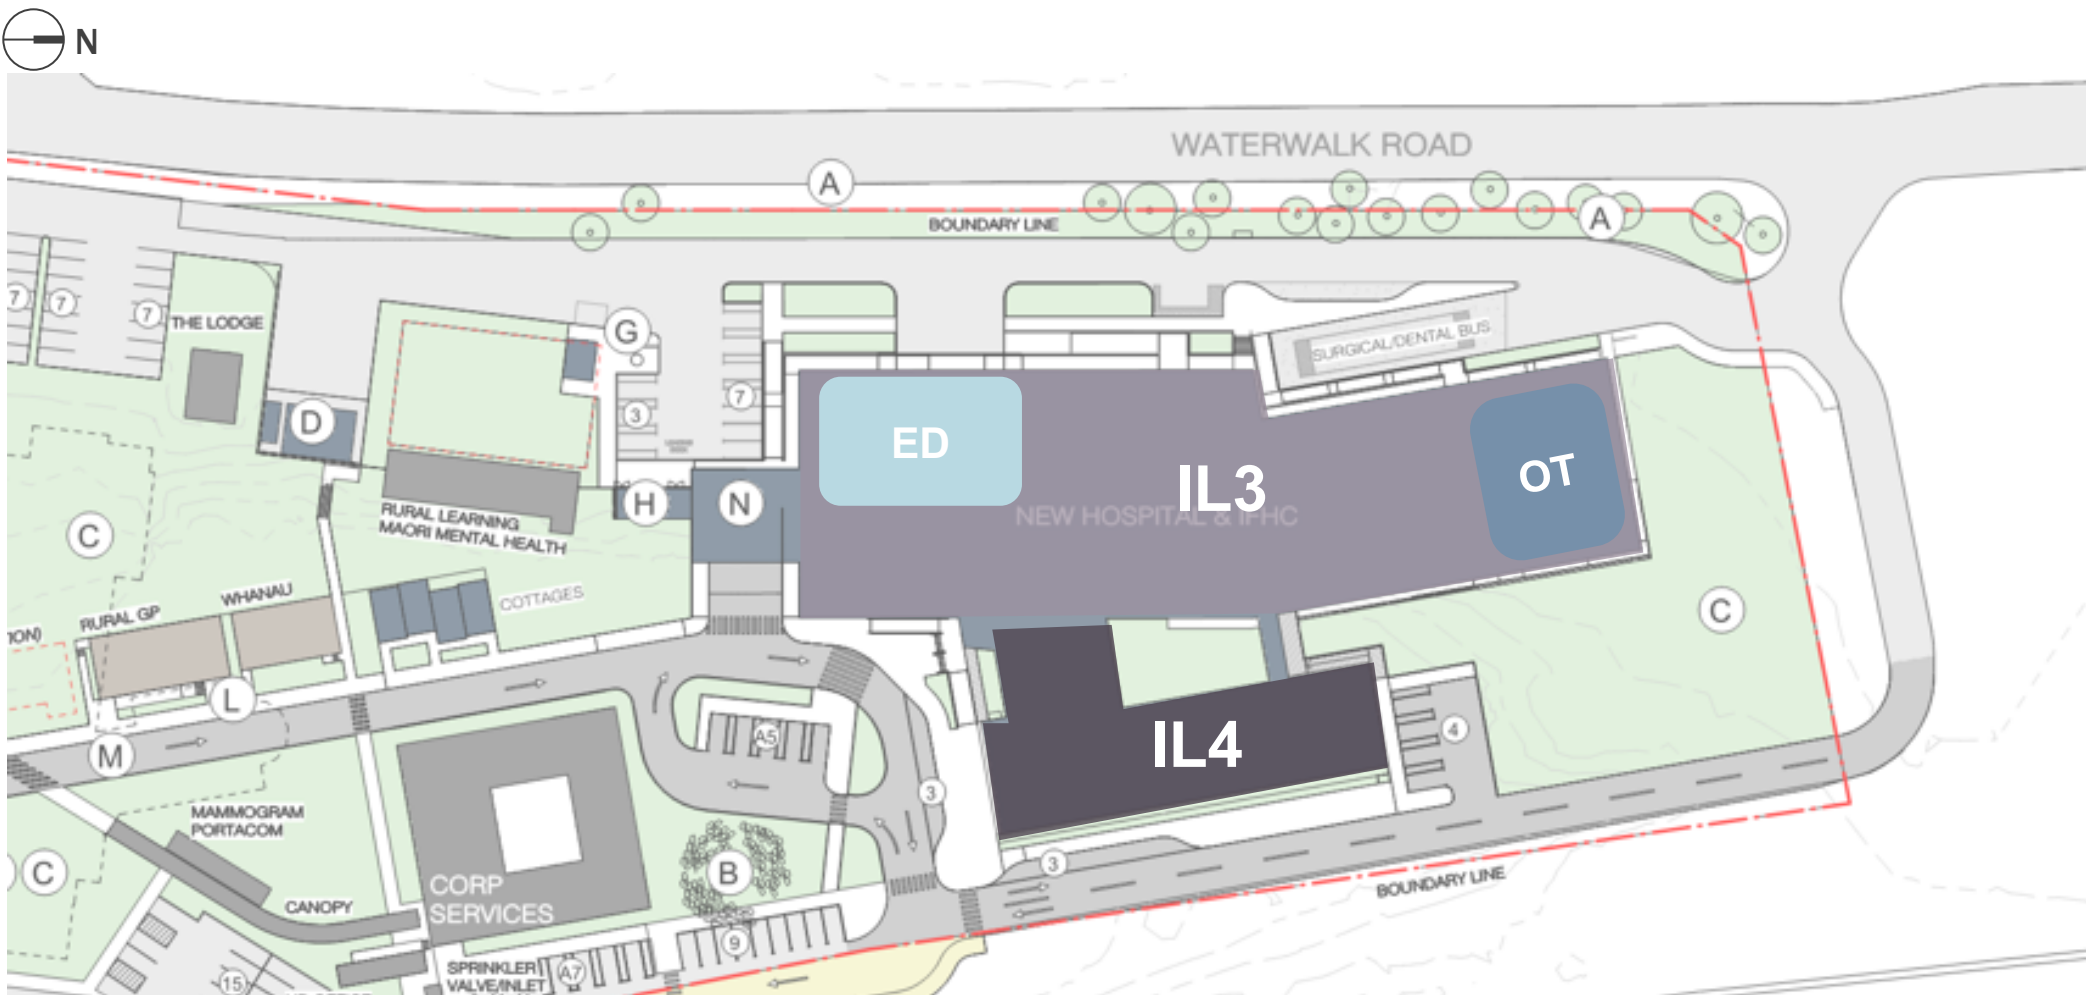 N
WATERWALK ROAD
A
A
BOUNDARY LINE
7
7
7
THE LODGE
G
SURGICAL/DENTAL BUS
7
3
D
ED
IL3
OT
NEW HOSPITAL & IFHC
H
N
RURAL LEARNING
MAORI MENTAL HEALTH
C
COTTAGES
WHANAU
RURAL GP
C
L
M
IL4
4
A5
3
MAMMOGRAM
PORTACOM
C
B
3
CORP
SERVICES
CANOPY
BOUNDARY LINE
9
SPRINKLER
VALVE/INLET
A7
15